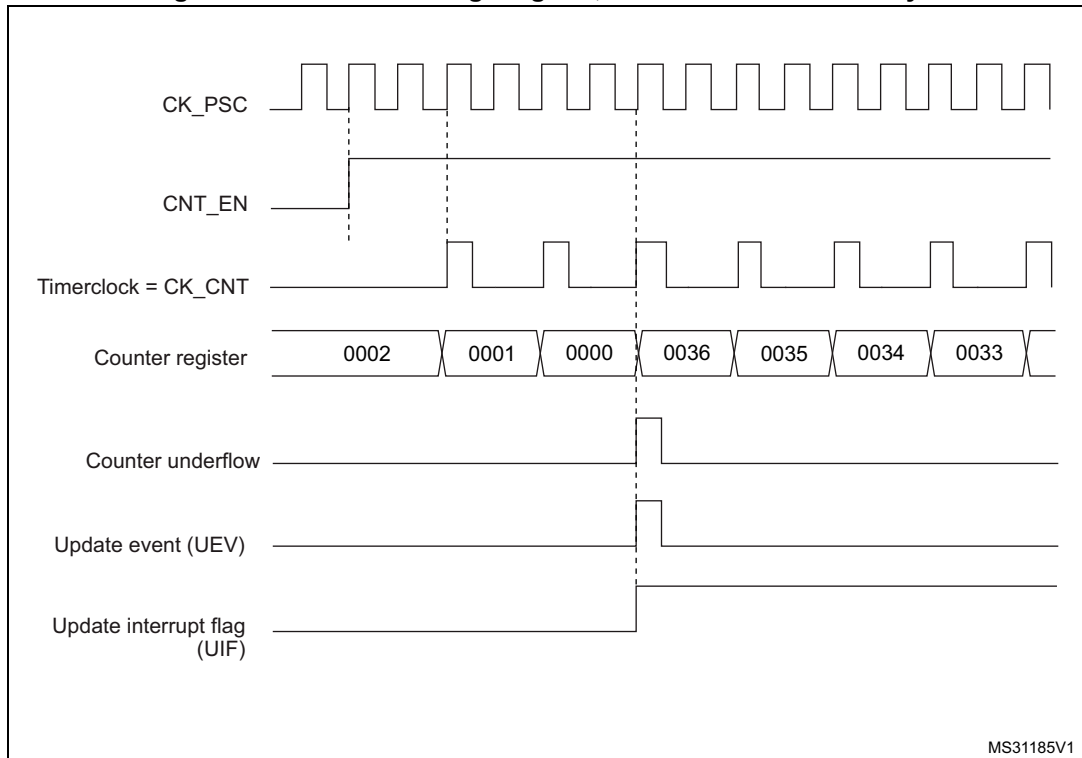 CK_PSC
CNT_EN
Timerclock = CK_CNT
Counter register
0002 0001 0000 0036 0035 0034 0033
Counter underflow
Update event (UEV)
Update interrupt flag
(UIF)
MS31185V1